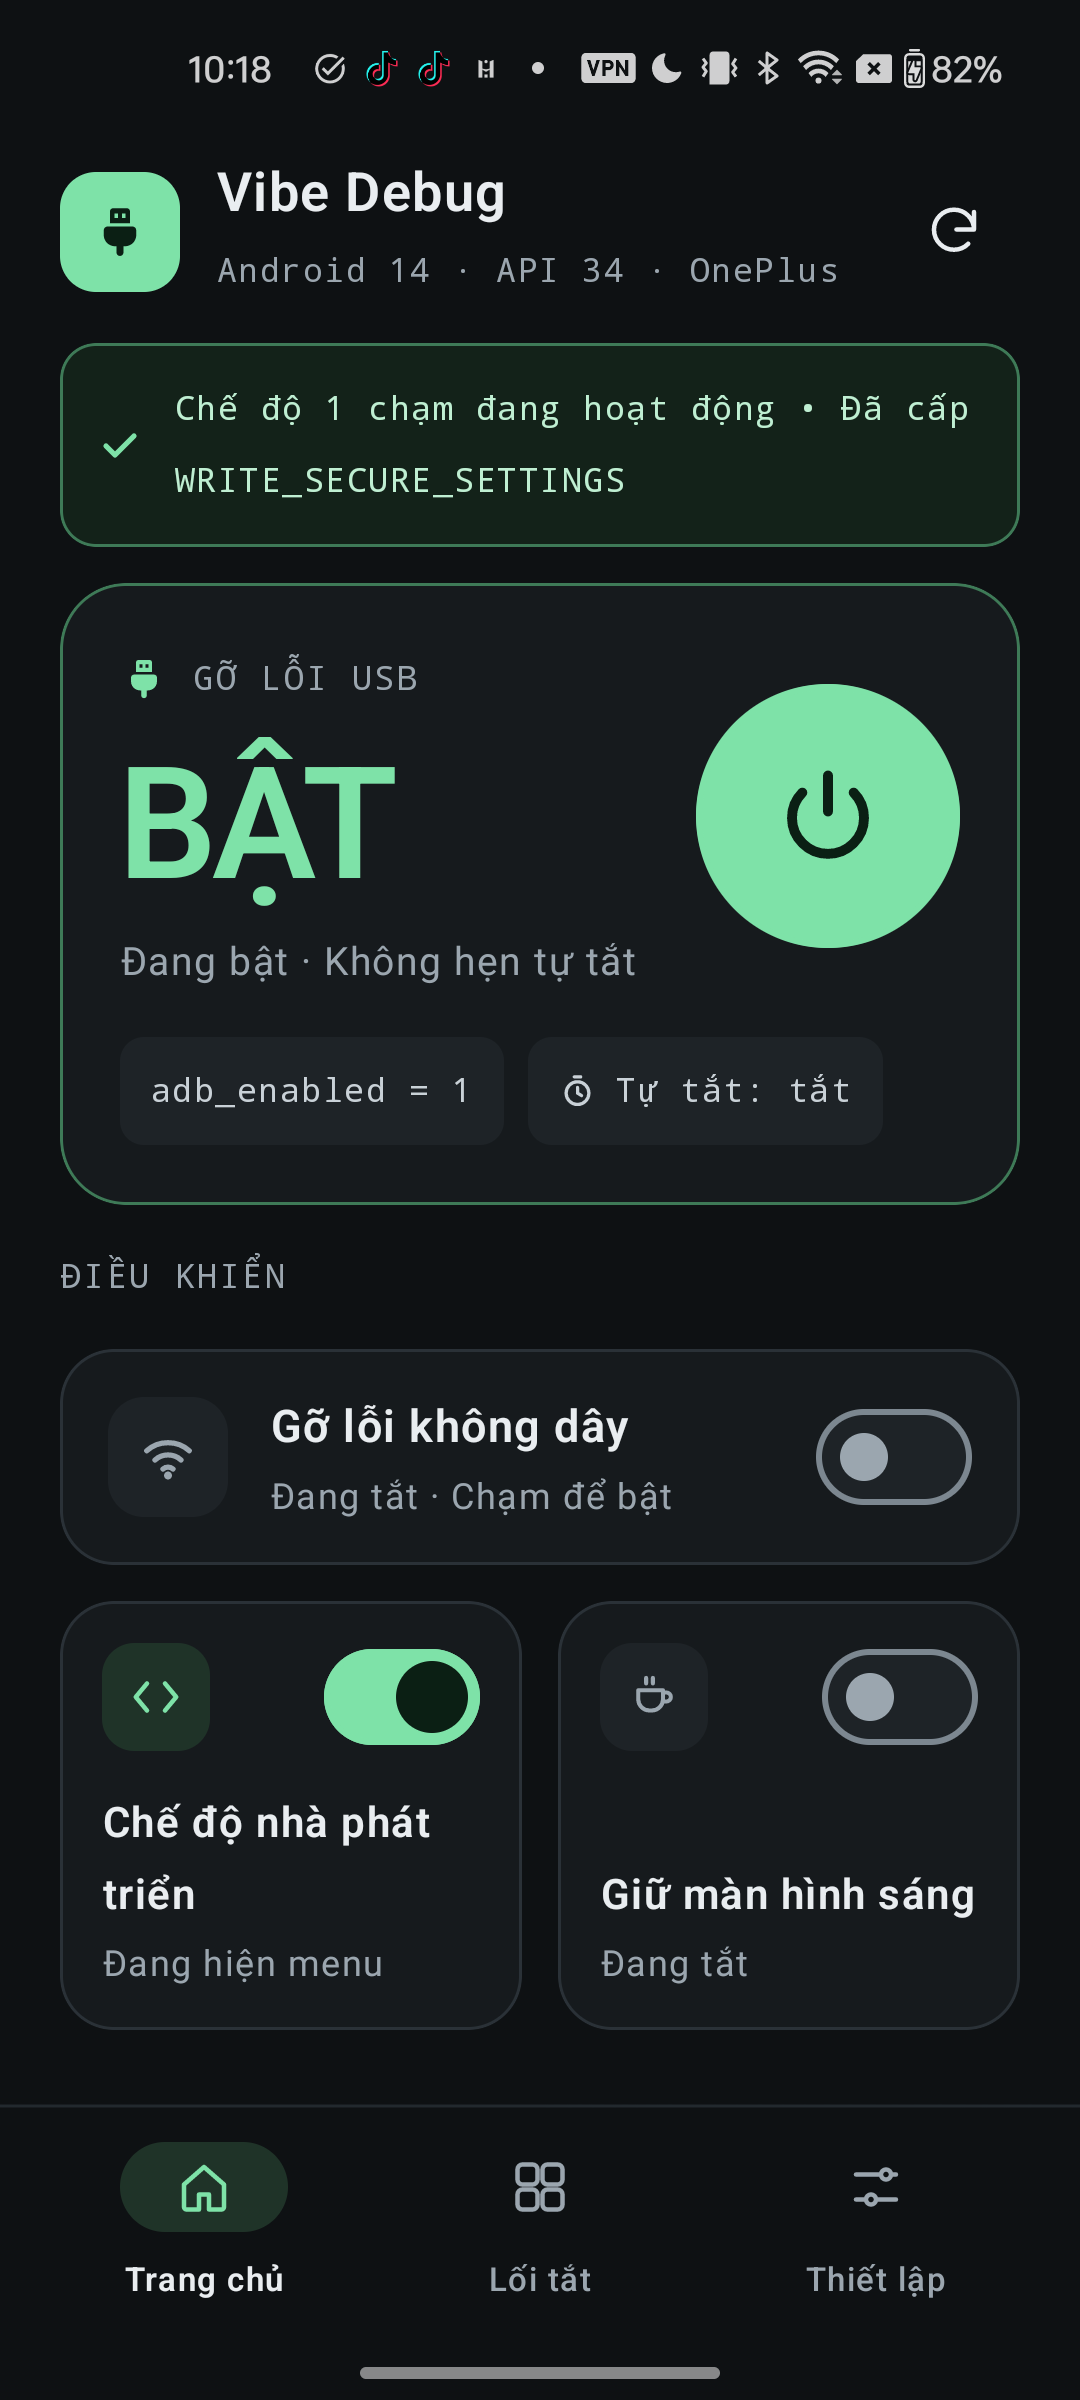 10:18
VPN
82%
Vibe Debug
Android 14 · API 34 · OnePlus
Chế độ 1 chạm đang hoạt động • Đã cấp
WRITE_SECURE_SETTINGS
GỠ LỖI USB
BẬT
Đang bật · Không hẹn tự tắt
adb_enabled = 1
Tự tắt: tắt
ĐIỀU KHIỂN
Gỡ lỗi không dây
Đang tắt · Chạm để bật
Chế độ nhà phát
triển
Đang hiện menu
Giữ màn hình sáng
Đang tắt
Trang chủ
Lối tắt
Thiết lập